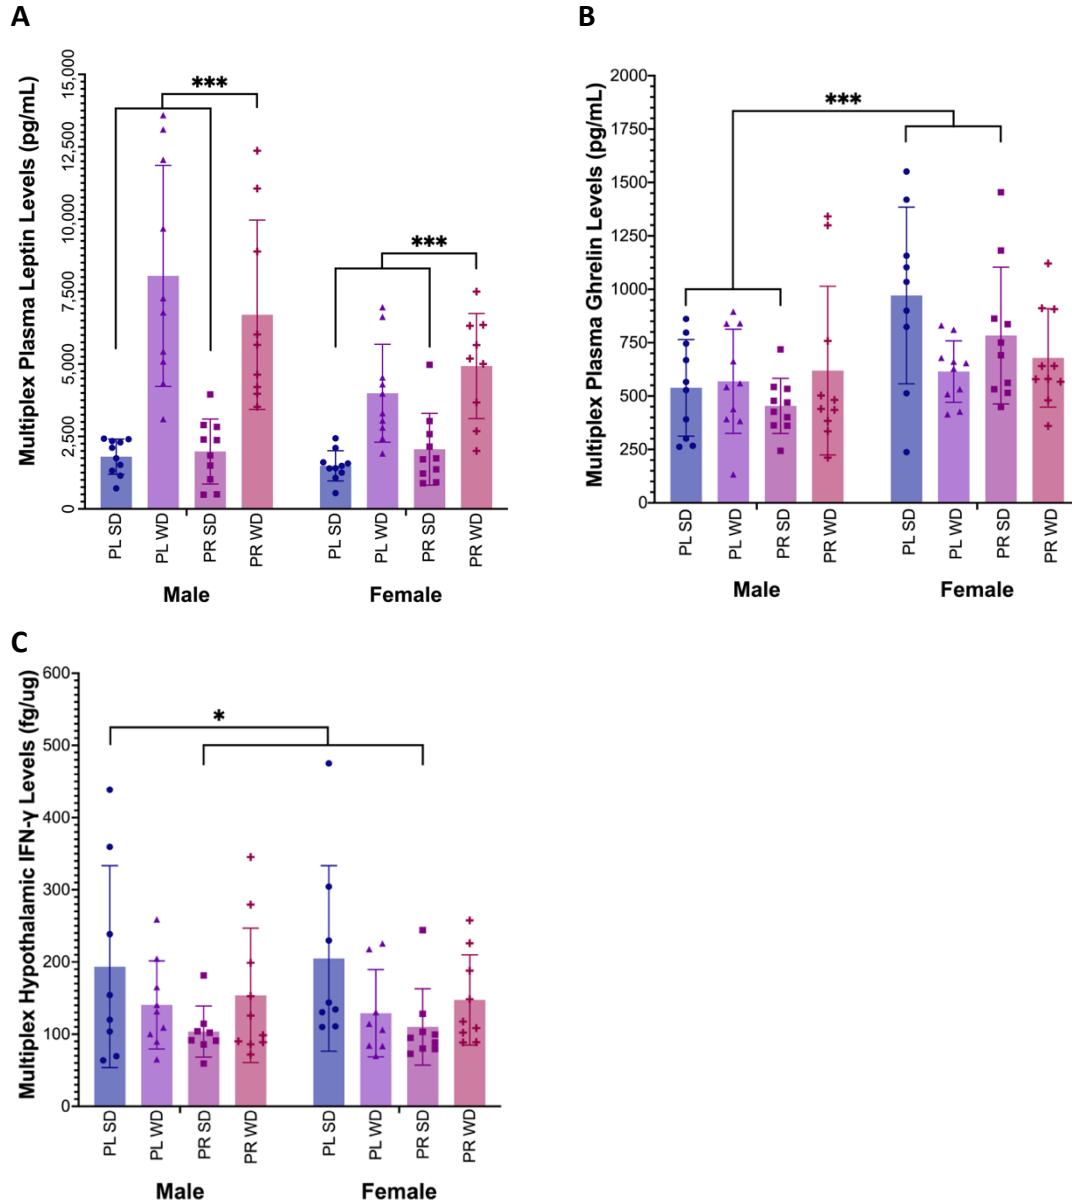 A
Multiplex Plasma Leptin Levels (pg/mL)
15,000
12,500
10,000
7,500
5,000
2,500
0
***
***
PL SD
PL WD
PR SD
PR WD
PL SD
PL WD
PR SD
PR WD
Male
Female
B
Multiplex Plasma Ghrelin Levels (pg/mL)
2000
1750
1500
1250
1000
750
500
250
0
***
PL SD
PL WD
PR SD
PR WD
PL SD
PL WD
PR SD
PR WD
Male
Female
C
Multiplex Hypothalamic IFN-γ Levels (fg/ug)
600
500
400
300
200
100
0
*
PL SD
PL WD
PR SD
PR WD
PL SD
PL WD
PR SD
PR WD
Male
Female